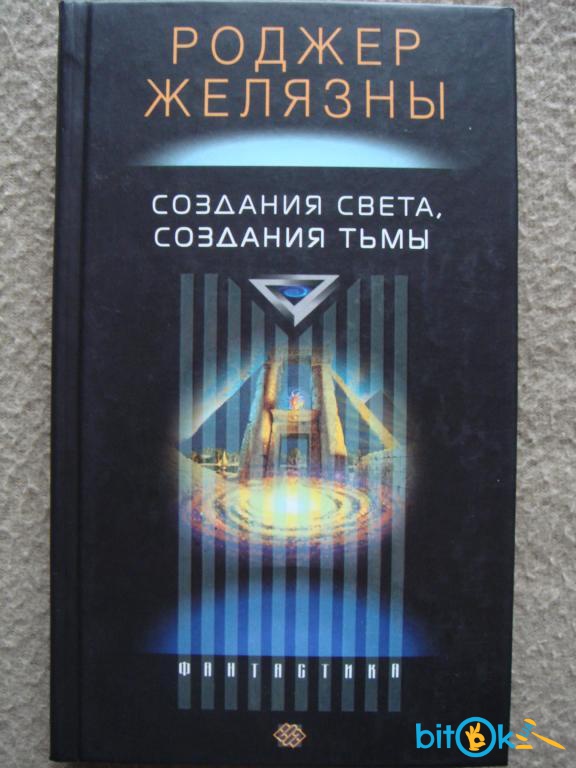 РОДЖЕР
ЖЕЛЯЗНЫ
СОЗДАНИЯ СВЕТА,
СОЗДАНИЯ ТЬМЫ
ФАНТАСТИКА
bitOk